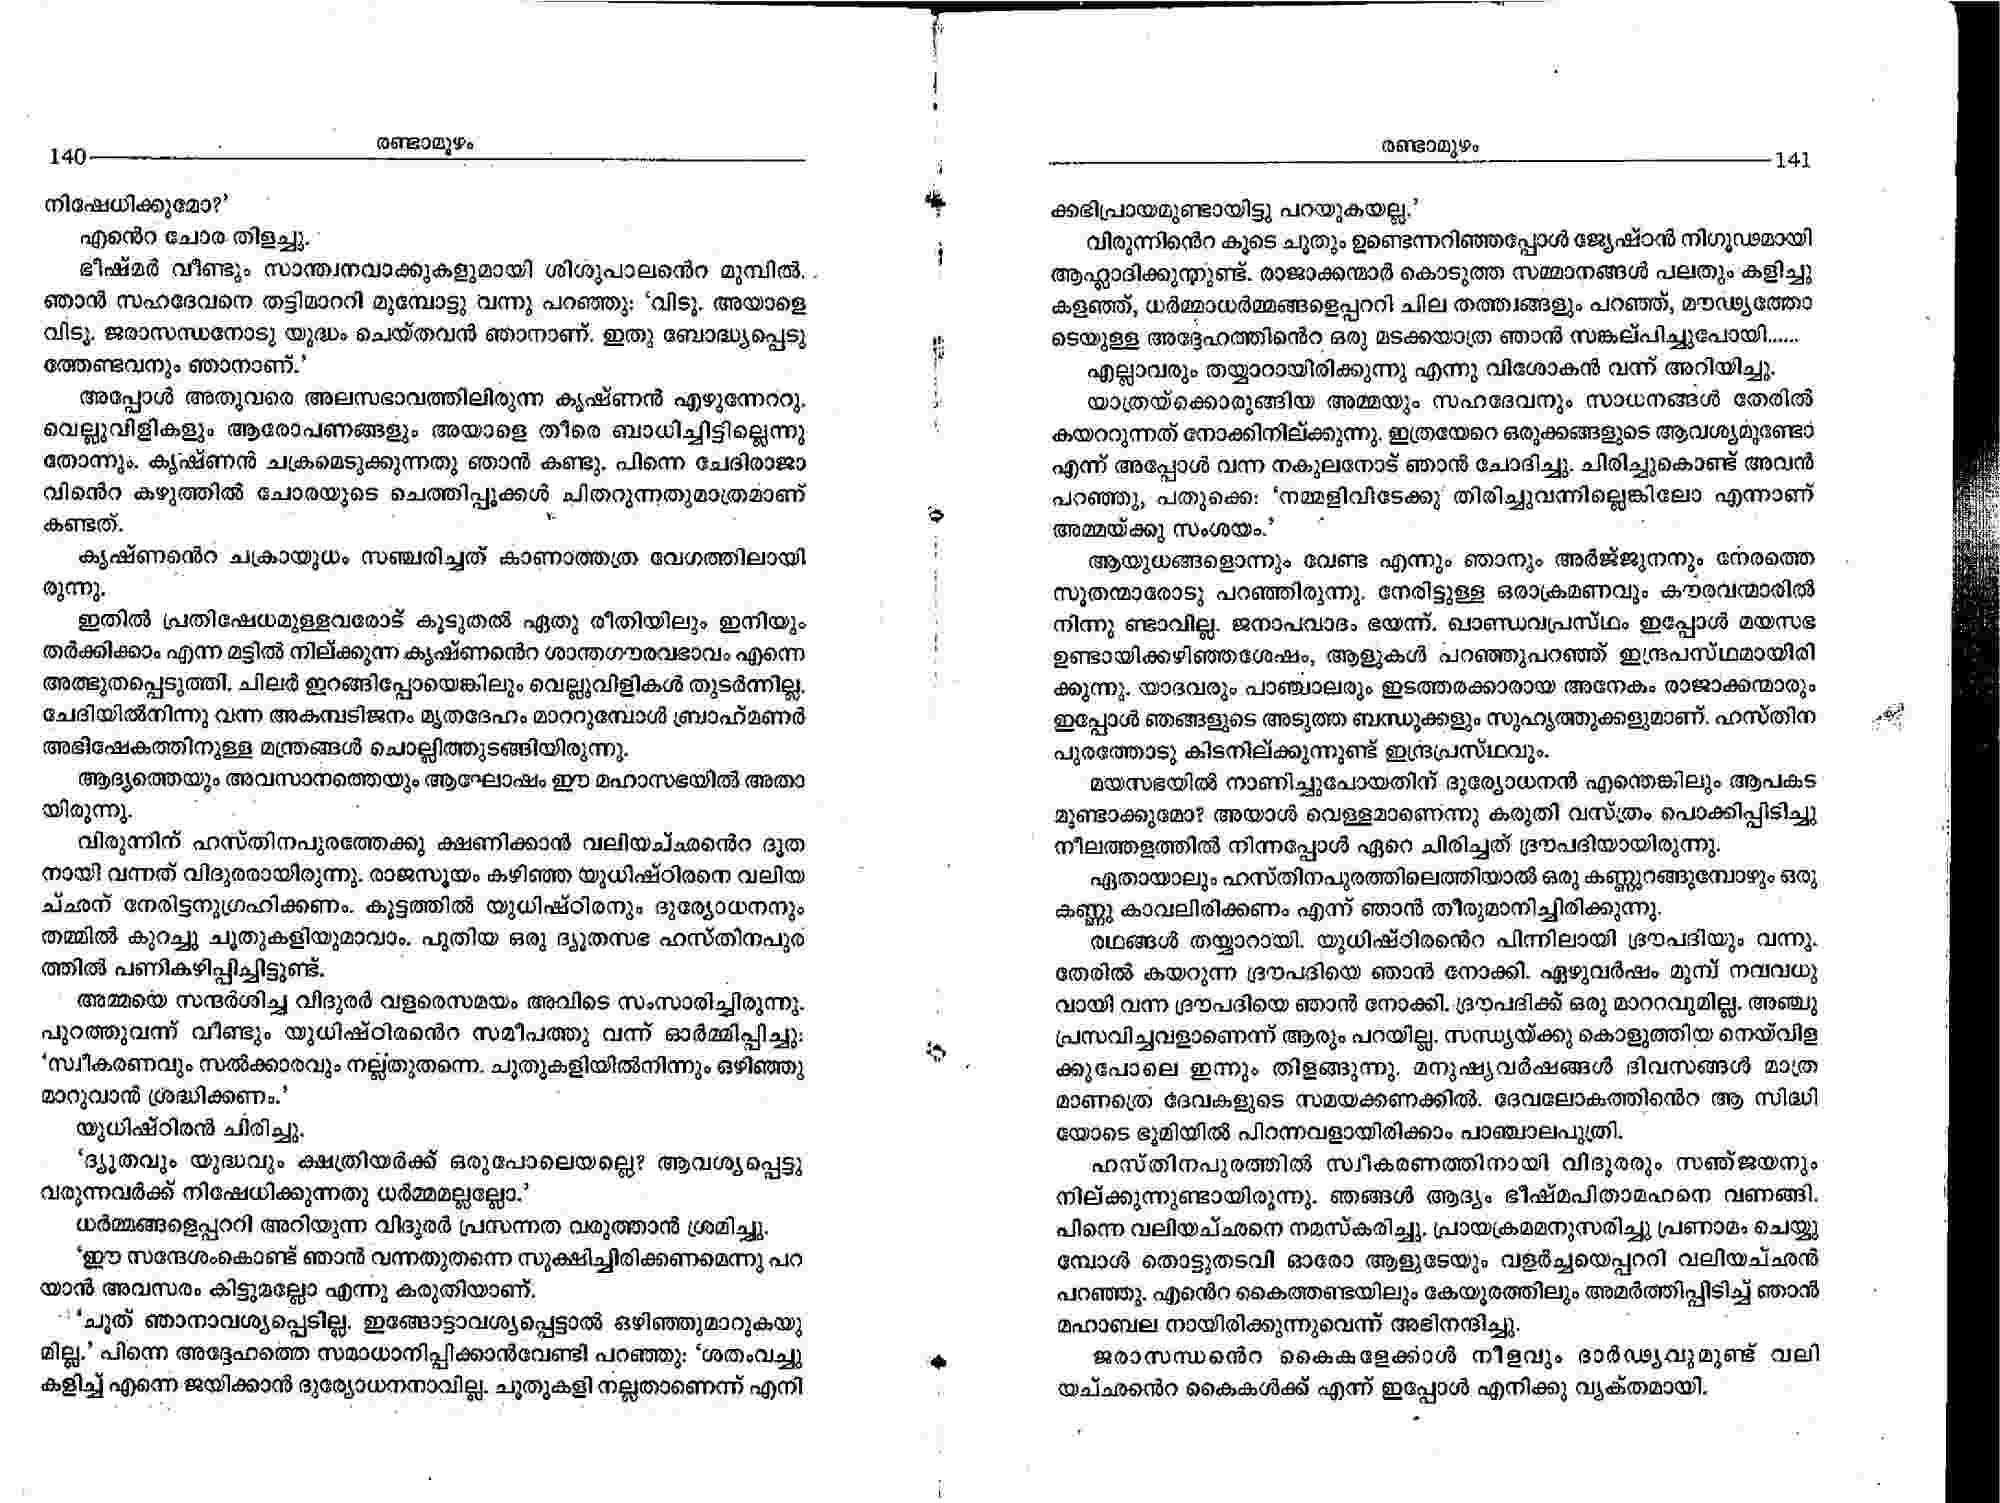 രണ്ടാമൂഴം
140
നിഷേധിക്കുമോ?’
എൻെറ ചോര തിളച്ചു.
ഭീഷ്മർ വീണ്ടും സാന്ത്വനവാക്കുകളുമായി ശിശുപാലൻെറ മുമ്പിൽ.
ഞാൻ സഹദേവനെ തട്ടിമാററി മുമ്പോട്ടു വന്നു പറഞ്ഞു: ‘വിടൂ. അയാളെ
വിടൂ. ജരാസന്ധനോടു യുദ്ധം ചെയ്തവൻ ഞാനാണ്. ഇതു ബോദ്ധ്യപ്പെടു
ത്തേണ്ടവനും ഞാനാണ്.’
അപ്പോൾ അതുവരെ അലസഭാവത്തിലിരുന്ന കൃഷ്ണൻ എഴുന്നേററു.
വെല്ലുവിളികളും ആരോപണങ്ങളും അയാളെ തീരെ ബാധിച്ചിട്ടില്ലെന്നു
തോന്നും. കൃഷ്ണൻ ചക്രമെടുക്കുന്നതു ഞാൻ കണ്ടു. പിന്നെ ചേദിരാജാ
വിൻെറ കഴുത്തിൽ ചോരയുടെ ചെത്തിപ്പൂക്കൾ ചിതറുന്നതുമാത്രമാണ്
കണ്ടത്.
കൃഷ്ണൻെറ ചക്രായുധം സഞ്ചരിച്ചത് കാണാത്തത്ര വേഗത്തിലായി
രുന്നു.
ഇതിൽ പ്രതിഷേധമുള്ളവരോട് കൂടുതൽ ഏതു രീതിയിലും ഇനിയും
തർക്കിക്കാം എന്ന മട്ടിൽ നില്ക്കുന്ന കൃഷ്ണൻെറ ശാന്തഗൗരവഭാവം എന്നെ
അത്ഭുതപ്പെടുത്തി. ചിലർ ഇറങ്ങിപ്പോയെങ്കിലും വെല്ലുവിളികൾ തുടർന്നില്ല.
ചേദിയിൽനിന്നു വന്ന അകമ്പടിജനം മൃതദേഹം മാററുമ്പോൾ ബ്രാഹ്മണർ
അഭിഷേകത്തിനുള്ള മന്ത്രങ്ങൾ ചൊല്ലിത്തുടങ്ങിയിരുന്നു.
ആദ്യത്തെയും അവസാനത്തെയും ആഘോഷം ഈ മഹാസഭയിൽ അതാ
യിരുന്നു.
വിരുന്നിന് ഹസ്തിനപുരത്തേക്കു ക്ഷണിക്കാൻ വലിയച്ഛൻെറ ദൂത
നായി വന്നത് വിദുരരായിരുന്നു. രാജസൂയം കഴിഞ്ഞ യുധിഷ്ഠിരനെ വലിയ
ച്ഛന് നേരിട്ടനുഗ്രഹിക്കണം. കൂട്ടത്തിൽ യുധിഷ്ഠിരനും ദുര്യോധനനും
തമ്മിൽ കുറച്ചു ചൂതുകളിയുമാവാം. പുതിയ ഒരു ദ്യൂതസഭ ഹസ്തിനപുര
ത്തിൽ പണികഴിപ്പിച്ചിട്ടുണ്ട്.
അമ്മയെ സന്ദർശിച്ച വിദുരർ വളരെസമയം അവിടെ സംസാരിച്ചിരുന്നു.
പുറത്തുവന്ന് വീണ്ടും യുധിഷ്ഠിരൻെറ സമീപത്തു വന്ന് ഓർമ്മിപ്പിച്ചു:
‘സ്വീകരണവും സൽക്കാരവും നല്ലതുതന്നെ. ചൂതുകളിയിൽനിന്നും ഒഴിഞ്ഞു
മാറുവാൻ ശ്രദ്ധിക്കണം.’
യുധിഷ്ഠിരൻ ചിരിച്ചു.
‘ദ്യൂതവും യുദ്ധവും ക്ഷത്രിയർക്ക് ഒരുപോലെയല്ലെ? ആവശ്യപ്പെട്ടു
വരുന്നവർക്ക് നിഷേധിക്കുന്നതു ധർമ്മമല്ലല്ലോ.’
ധർമ്മങ്ങളെപ്പററി അറിയുന്ന വിദുരർ പ്രസന്നത വരുത്താൻ ശ്രമിച്ചു.
‘ഈ സന്ദേശംകൊണ്ട് ഞാൻ വന്നതുതന്നെ സൂക്ഷിച്ചിരിക്കണമെന്നു പറ
യാൻ അവസരം കിട്ടുമല്ലോ എന്നു കരുതിയാണ്.
‘ചൂത് ഞാനാവശ്യപ്പെടില്ല. ഇങ്ങോട്ടാവശ്യപ്പെട്ടാൽ ഒഴിഞ്ഞുമാറുകയു
മില്ല.’ പിന്നെ അദ്ദേഹത്തെ സമാധാനിപ്പിക്കാൻവേണ്ടി പറഞ്ഞു: ‘ശതംവച്ചു
കളിച്ച് എന്നെ ജയിക്കാൻ ദുര്യോധനനാവില്ല. ചൂതുകളി നല്ലതാണെന്ന് എനി
രണ്ടാമൂഴം
141
ക്കഭിപ്രായമുണ്ടായിട്ടു പറയുകയല്ല.’
വിരുന്നിൻെറ കൂടെ ചൂതും ഉണ്ടെന്നറിഞ്ഞപ്പോൾ ജ്യേഷ്ഠൻ നിഗൂഢമായി
ആഹ്ലാദിക്കുന്നുണ്ട്. രാജാക്കന്മാർ കൊടുത്ത സമ്മാനങ്ങൾ പലതും കളിച്ചു
കളഞ്ഞ്, ധർമ്മാധർമ്മങ്ങളെപ്പററി ചില തത്ത്വങ്ങളും പറഞ്ഞ്, മൗഢ്യത്തോ
ടെയുള്ള അദ്ദേഹത്തിൻെറ ഒരു മടക്കയാത്ര ഞാൻ സങ്കല്പിച്ചുപോയി......
എല്ലാവരും തയ്യാറായിരിക്കുന്നു എന്നു വിശോകൻ വന്ന് അറിയിച്ചു.
യാത്രയ്ക്കൊരുങ്ങിയ അമ്മയും സഹദേവനും സാധനങ്ങൾ തേരിൽ
കയററുന്നത് നോക്കിനില്ക്കുന്നു. ഇത്രയേറെ ഒരുക്കങ്ങളുടെ ആവശ്യമുണ്ടോ
എന്ന് അപ്പോൾ വന്ന നകുലനോട് ഞാൻ ചോദിച്ചു. ചിരിച്ചുകൊണ്ട് അവൻ
പറഞ്ഞു, പതുക്കെ: ‘നമ്മളിവിടേക്കു തിരിച്ചുവന്നില്ലെങ്കിലോ എന്നാണ്
അമ്മയ്ക്കു സംശയം.’
ആയുധങ്ങളൊന്നും വേണ്ട എന്നും ഞാനും അർജ്ജുനനും നേരത്തെ
സൂതന്മാരോടു പറഞ്ഞിരുന്നു. നേരിട്ടുള്ള ഒരാക്രമണവും കൗരവന്മാരിൽ
നിന്നു ണ്ടാവില്ല. ജനാപവാദം ഭയന്ന്. ഖാണ്ഡവപ്രസ്ഥം ഇപ്പോൾ മയസഭ
ഉണ്ടായിക്കഴിഞ്ഞശേഷം, ആളുകൾ പറഞ്ഞുപറഞ്ഞ് ഇന്ദ്രപസ്ഥമായിരി
ക്കുന്നു. യാദവരും പാഞ്ചാലരും ഇടത്തരക്കാരായ അനേകം രാജാക്കന്മാരും
ഇപ്പോൾ ഞങ്ങളുടെ അടുത്ത ബന്ധുക്കളും സുഹൃത്തുക്കളുമാണ്. ഹസ്തിന
പുരത്തോടു കിടനില്ക്കുന്നുണ്ട് ഇന്ദ്രപ്രസ്ഥവും.
മയസഭയിൽ നാണിച്ചുപോയതിന് ദുര്യോധനൻ എന്തെങ്കിലും ആപകട
മുണ്ടാക്കുമോ? അയാൾ വെള്ളമാണെന്നു കരുതി വസ്ത്രം പൊക്കിപ്പിടിച്ചു
നീലത്തളത്തിൽ നിന്നപ്പോൾ ഏറെ ചിരിച്ചത് ദ്രൗപദിയായിരുന്നു.
ഏതായാലും ഹസ്തിനപുരത്തിലെത്തിയാൽ ഒരു കണ്ണുറങ്ങുമ്പോഴും ഒരു
കണ്ണു കാവലിരിക്കണം എന്ന് ഞാൻ തീരുമാനിച്ചിരിക്കുന്നു.
രഥങ്ങൾ തയ്യാറായി. യുധിഷ്ഠിരൻെറ പിന്നിലായി ദ്രൗപദിയും വന്നു.
തേരിൽ കയറുന്ന ദ്രൗപദിയെ ഞാൻ നോക്കി. ഏഴുവർഷം മുമ്പ് നവവധു
വായി വന്ന ദ്രൗപദിയെ ഞാൻ നോക്കി. ദ്രൗപദിക്ക് ഒരു മാററവുമില്ല. അഞ്ചു
പ്രസവിച്ചവളാണെന്ന് ആരും പറയില്ല. സന്ധ്യയ്ക്കു കൊളുത്തിയ നെയ്‌വിള
ക്കുപോലെ ഇന്നും തിളങ്ങുന്നു. മനുഷ്യവർഷങ്ങൾ ദിവസങ്ങൾ മാത്ര
മാണത്രെ ദേവകളുടെ സമയക്കണക്കിൽ. ദേവലോകത്തിൻെറ ആ സിദ്ധി
യോടെ ഭൂമിയിൽ പിറന്നവളായിരിക്കാം പാഞ്ചാലപുത്രി.
ഹസ്തിനപുരത്തിൽ സ്വീകരണത്തിനായി വിദുരരും സഞ്ജയനും
നില്ക്കുന്നുണ്ടായിരുന്നു. ഞങ്ങൾ ആദ്യം ഭീഷ്മപിതാമഹനെ വണങ്ങി.
പിന്നെ വലിയച്ഛനെ നമസ്കരിച്ചു. പ്രായക്രമമനുസരിച്ചു പ്രണാമം ചെയ്യു
മ്പോൾ തൊട്ടുതടവി ഓരോ ആളുടേയും വളർച്ചയെപ്പററി വലിയച്ഛൻ
പറഞ്ഞു. എൻെറ കൈത്തണ്ടയിലും കേയൂരത്തിലും അമർത്തിപ്പിടിച്ച് ഞാൻ
മഹാബല നായിരിക്കുന്നുവെന്ന് അഭിനന്ദിച്ചു.
ജരാസന്ധൻെറ കൈകളേക്കാൾ നീളവും ദാർഢ്യവുമുണ്ട് വലി
യച്ഛൻെറ കൈകൾക്ക് എന്ന് ഇപ്പോൾ എനിക്കു വ്യക്തമായി.